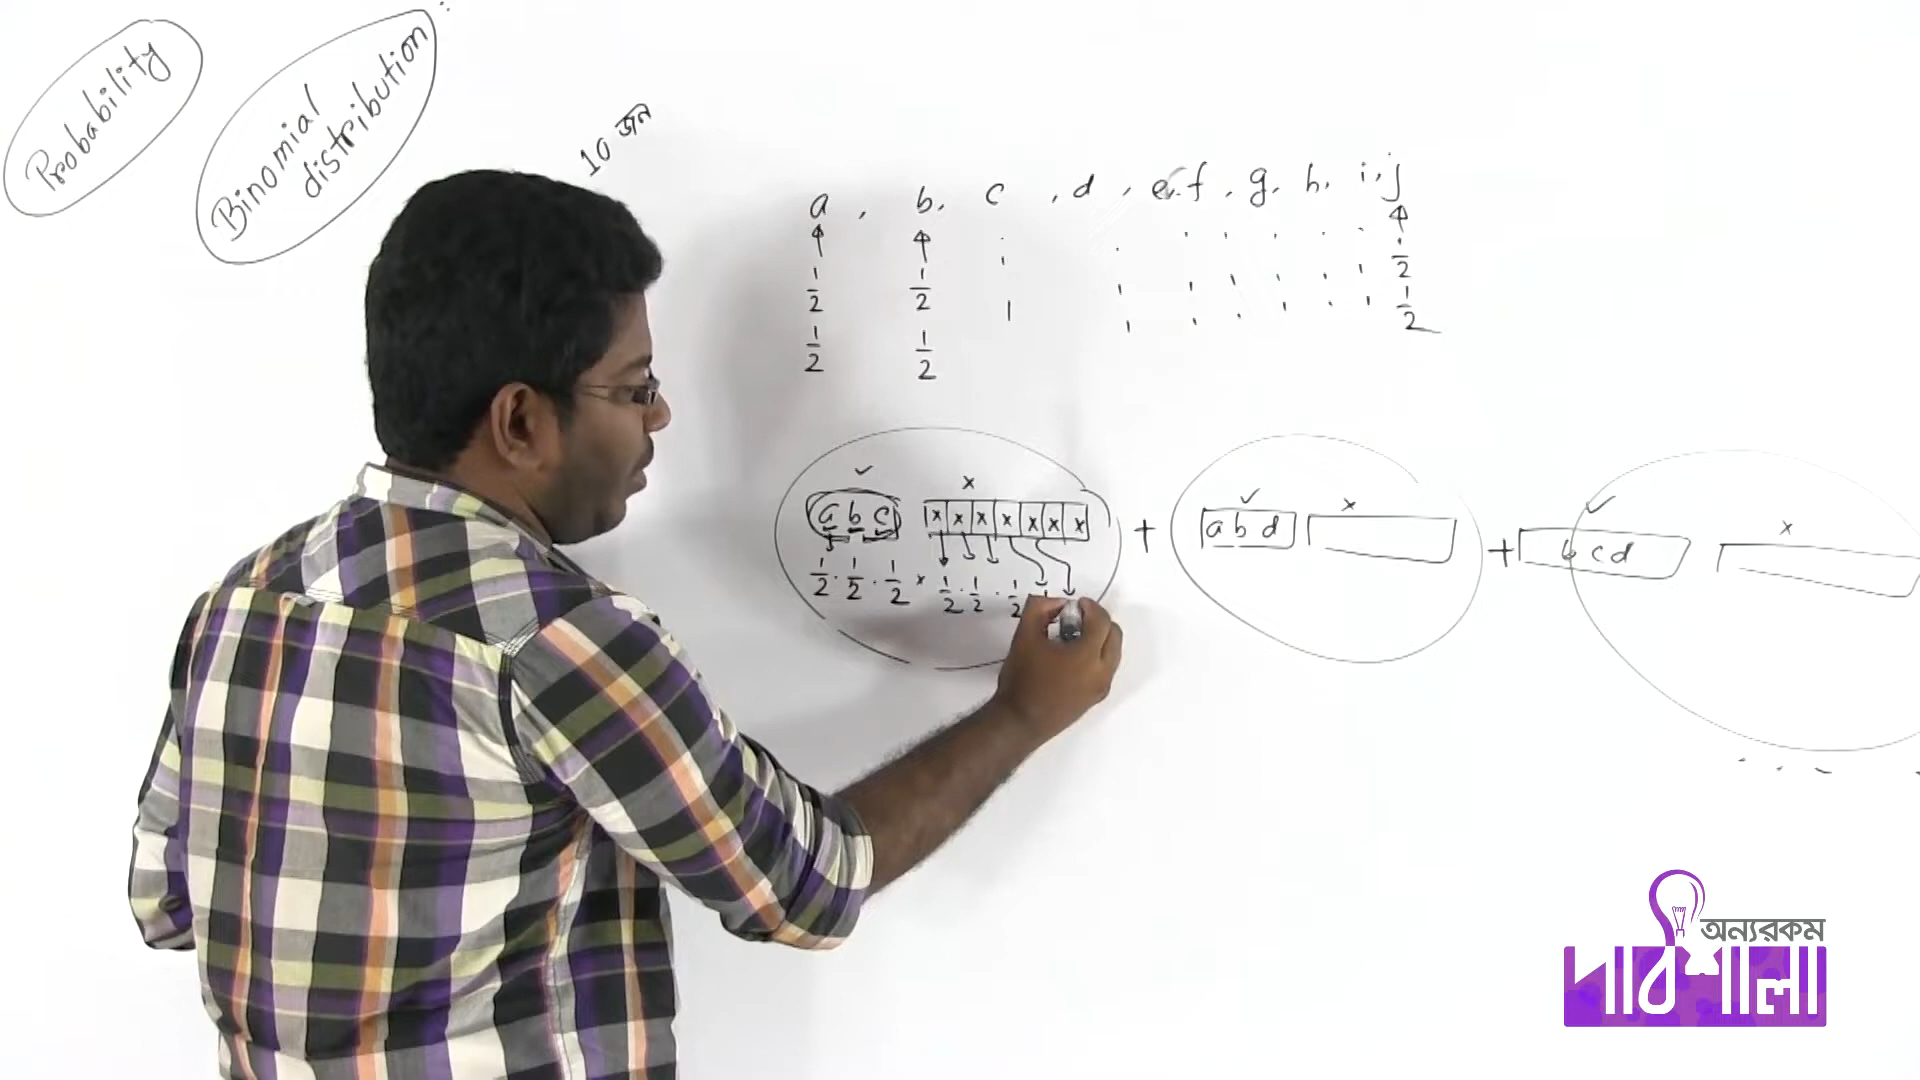 Probability
Binomial
distribution
10 জন
a , b, c , d , e, f , g, h, i, j
1/2 1/2 1/2
1/2 1/2 1/2
✓ x ✓ x ✓ x
a b c x x x x x x x + a b d + b c d
1/2 . 1/2 . 1/2 x 1/2 . 1/2 . 1/2
অন্যরকম
পাঠশালা